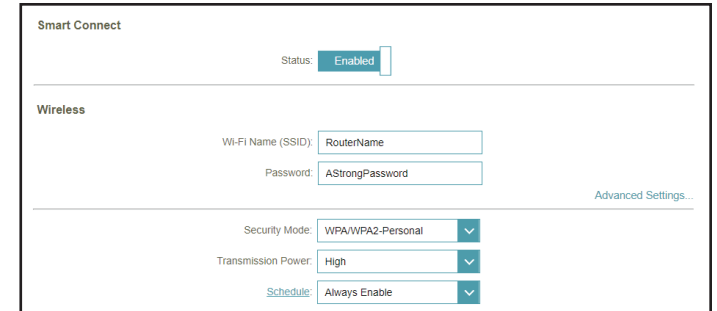 Smart Connect
Status: Enabled
Wireless
Wi-Fi Name (SSID): RouterName
Password: AStrongPassword
Advanced Settings...
Security Mode: WPA/WPA2-Personal
Transmission Power: High
Schedule: Always Enable